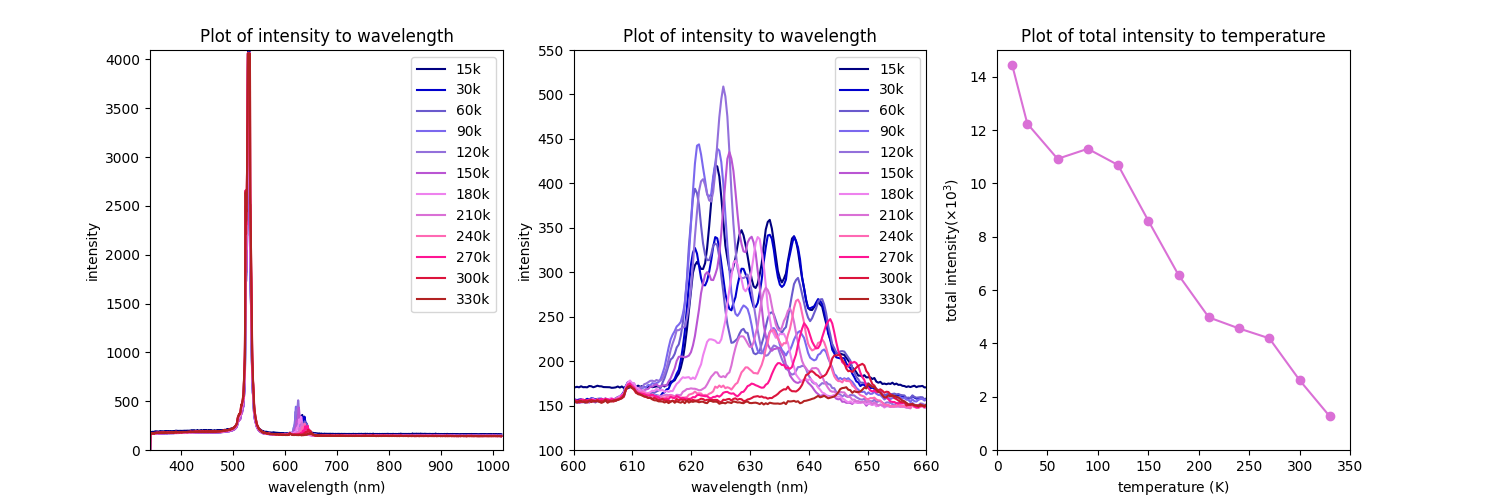 Plot of intensity to wavelength
4000
3500
3000
2500
2000
1500
1000
500
0
intensity
400
500
600
700
800
900
1000
wavelength (nm)
15k
30k
60k
90k
120k
150k
180k
210k
240k
270k
300k
330k
Plot of intensity to wavelength
550
500
450
400
350
300
250
200
150
100
intensity
600
610
620
630
640
650
660
wavelength (nm)
15k
30k
60k
90k
120k
150k
180k
210k
240k
270k
300k
330k
Plot of total intensity to temperature
14
12
10
8
6
4
2
0
total intensity(×10³)
0
50
100
150
200
250
300
350
temperature (K)